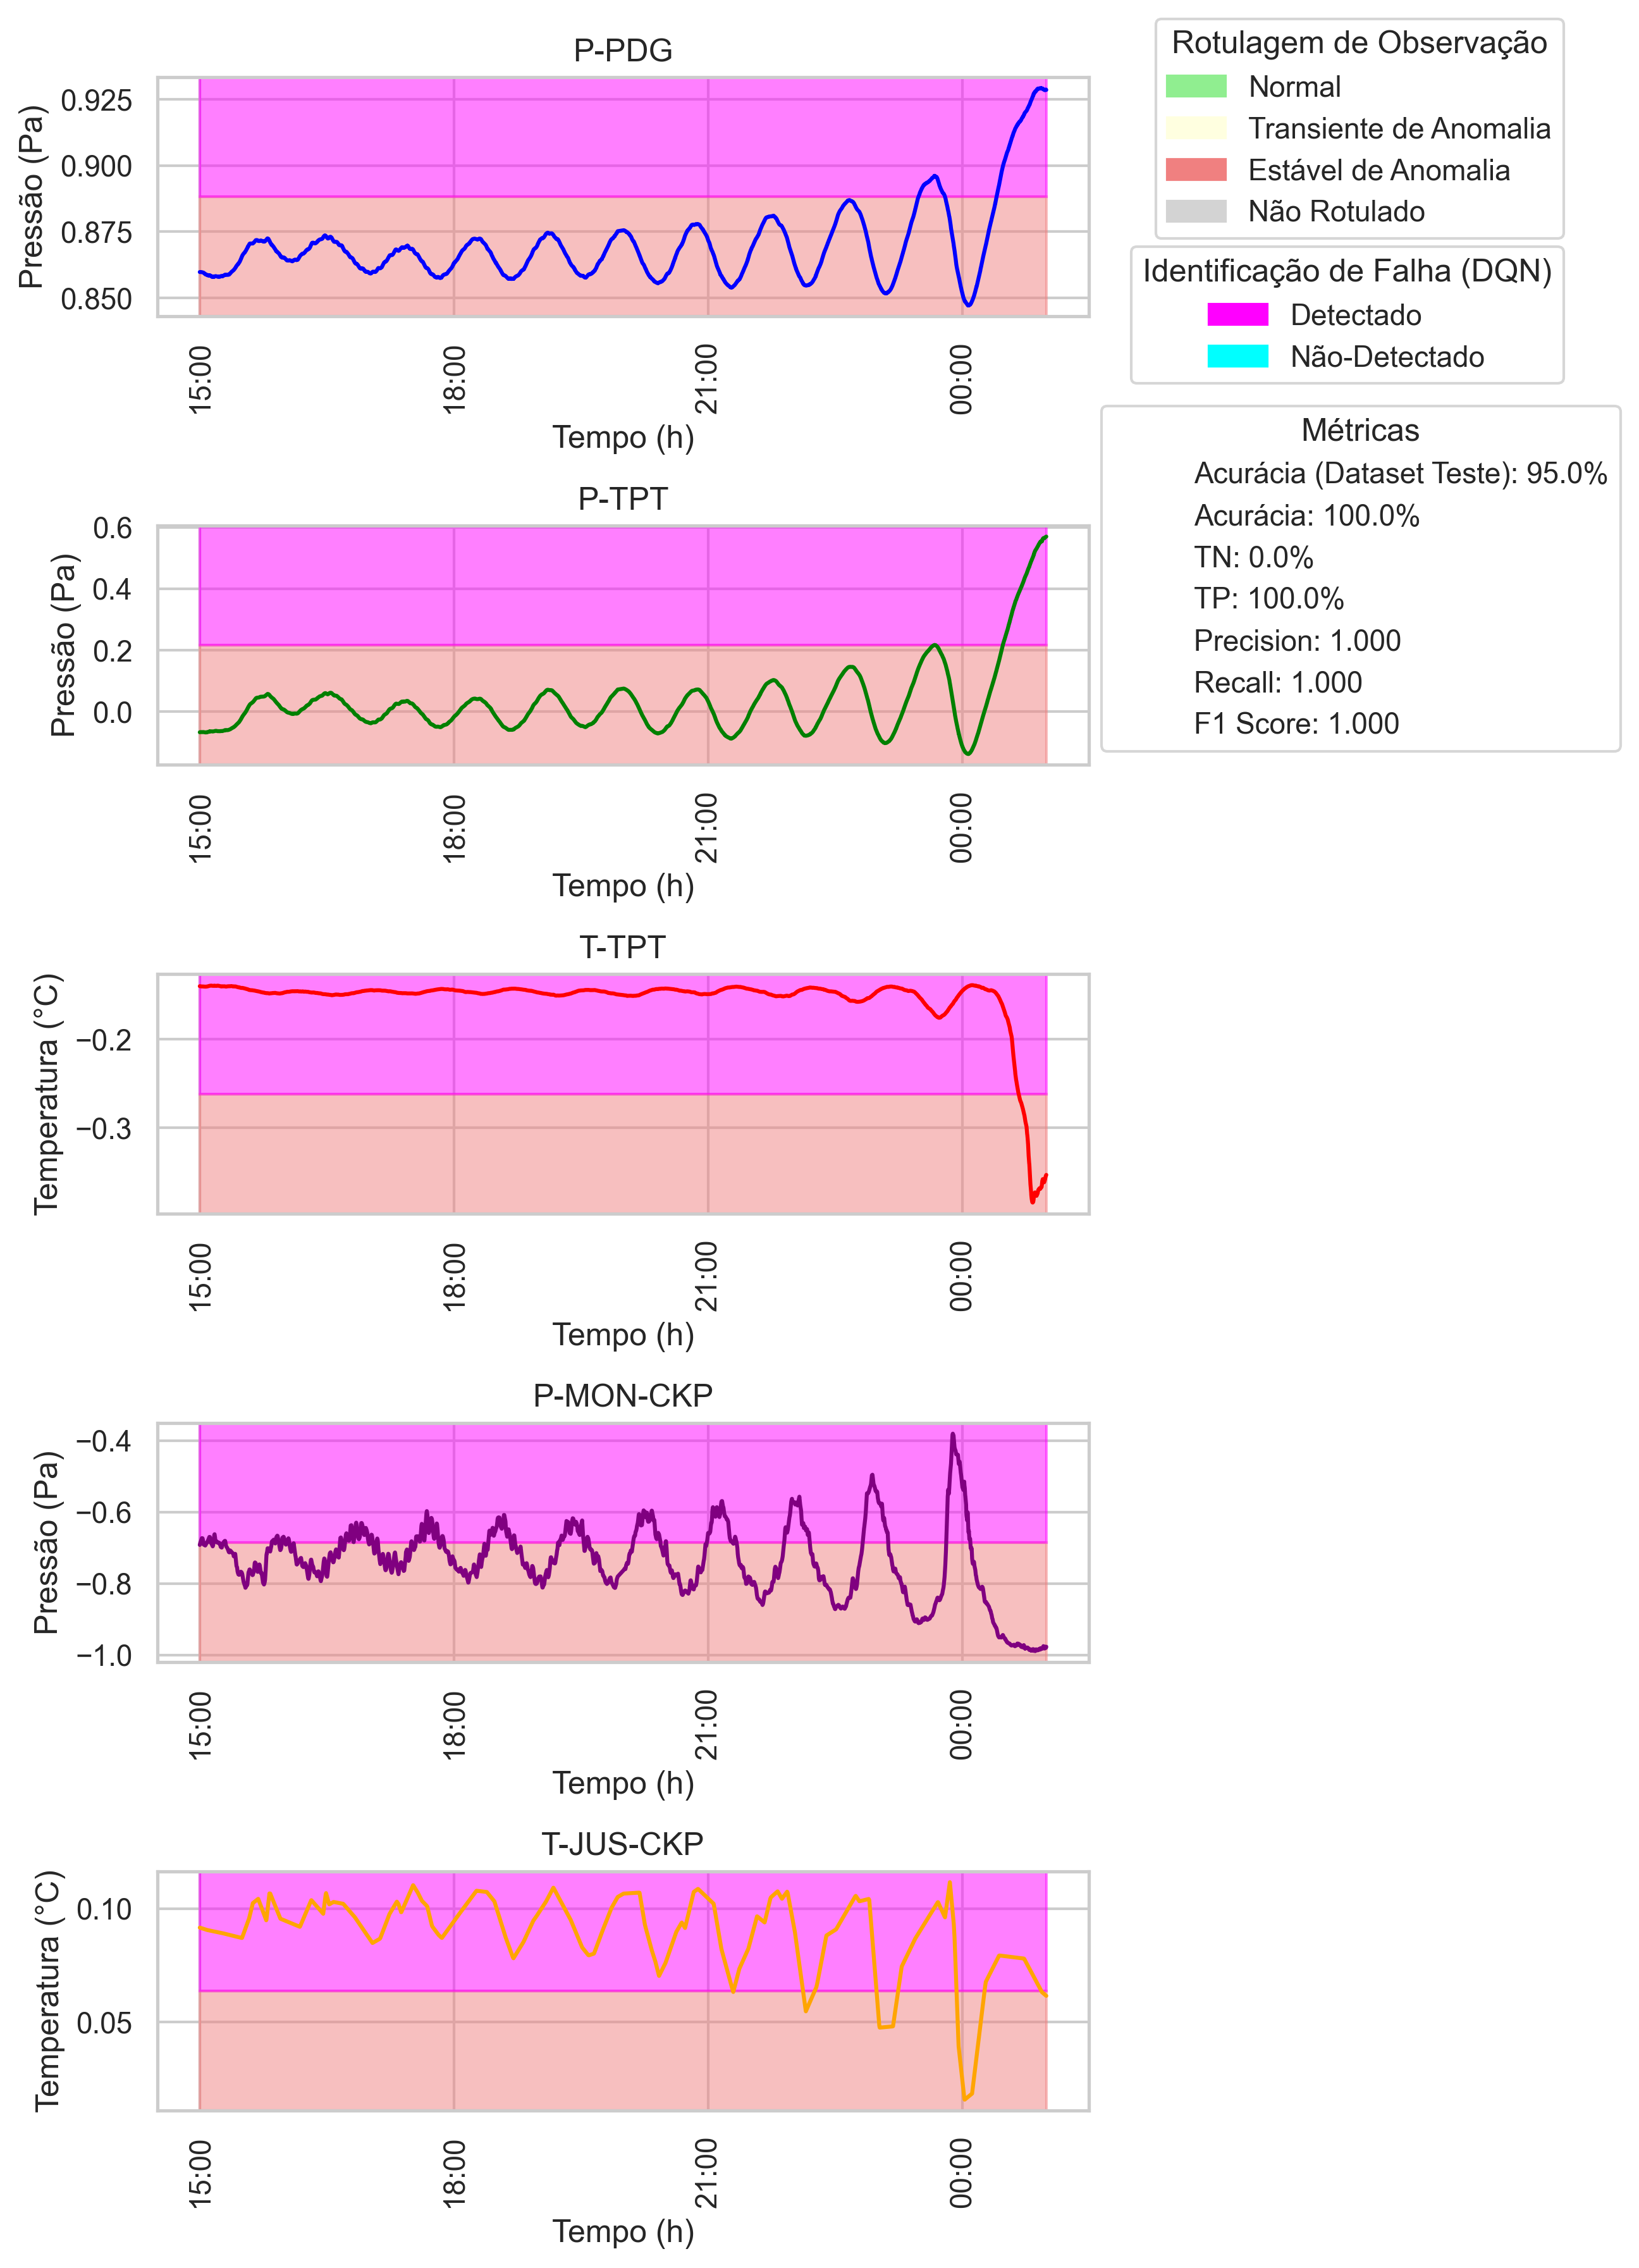 P-PDG
Pressão (Pa)
0.925
0.900
0.875
0.850
15:00
18:00
21:00
00:00
Tempo (h)
Rotulagem de Observação
Normal
Transiente de Anomalia
Estável de Anomalia
Não Rotulado
Identificação de Falha (DQN)
Detectado
Não-Detectado
Métricas
Acurácia (Dataset Teste): 95.0%
Acurácia: 100.0%
TN: 0.0%
TP: 100.0%
Precision: 1.000
Recall: 1.000
F1 Score: 1.000
P-TPT
Pressão (Pa)
0.6
0.4
0.2
0.0
15:00
18:00
21:00
00:00
Tempo (h)
T-TPT
Temperatura (°C)
−0.2
−0.3
15:00
18:00
21:00
00:00
Tempo (h)
P-MON-CKP
Pressão (Pa)
−0.4
−0.6
−0.8
−1.0
15:00
18:00
21:00
00:00
Tempo (h)
T-JUS-CKP
Temperatura (°C)
0.10
0.05
15:00
18:00
21:00
00:00
Tempo (h)